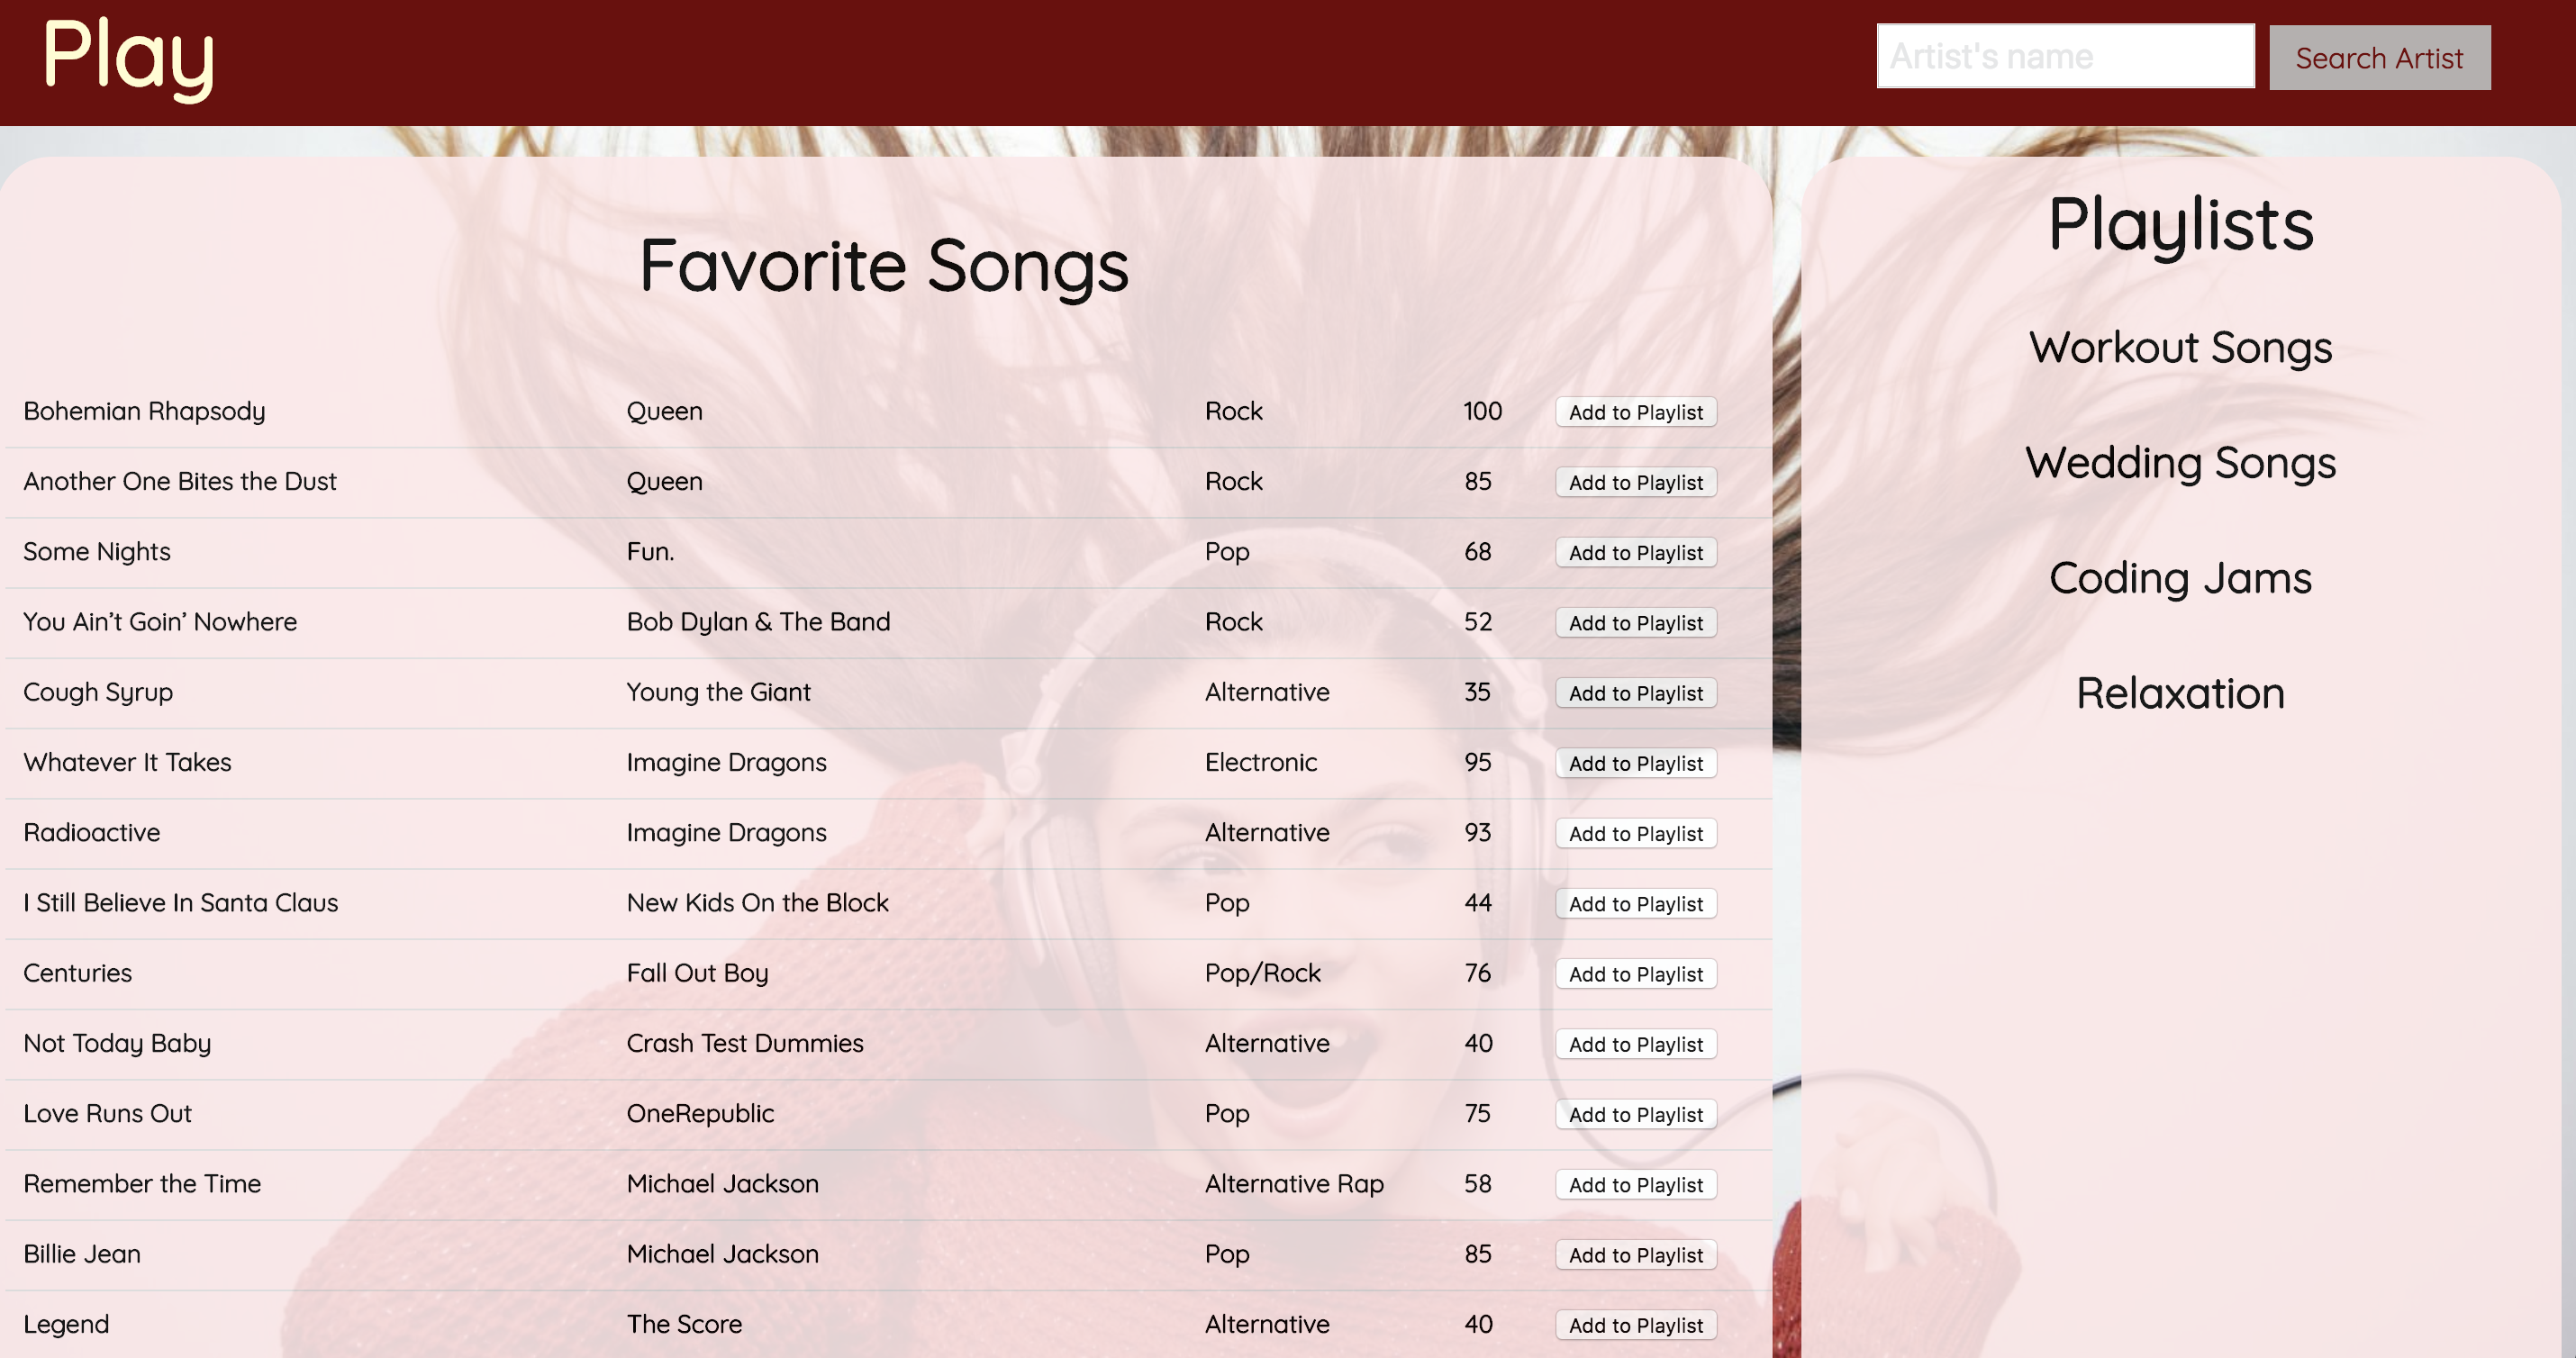 Play
Artist's name
Search Artist
Favorite Songs
Bohemian Rhapsody Queen Rock 100 Add to Playlist
Another One Bites the Dust Queen Rock 85 Add to Playlist
Some Nights Fun. Pop 68 Add to Playlist
You Ain’t Goin’ Nowhere Bob Dylan & The Band Rock 52 Add to Playlist
Cough Syrup Young the Giant Alternative 35 Add to Playlist
Whatever It Takes Imagine Dragons Electronic 95 Add to Playlist
Radioactive Imagine Dragons Alternative 93 Add to Playlist
I Still Believe In Santa Claus New Kids On the Block Pop 44 Add to Playlist
Centuries Fall Out Boy Pop/Rock 76 Add to Playlist
Not Today Baby Crash Test Dummies Alternative 40 Add to Playlist
Love Runs Out OneRepublic Pop 75 Add to Playlist
Remember the Time Michael Jackson Alternative Rap 58 Add to Playlist
Billie Jean Michael Jackson Pop 85 Add to Playlist
Legend The Score Alternative 40 Add to Playlist
Playlists
Workout Songs
Wedding Songs
Coding Jams
Relaxation